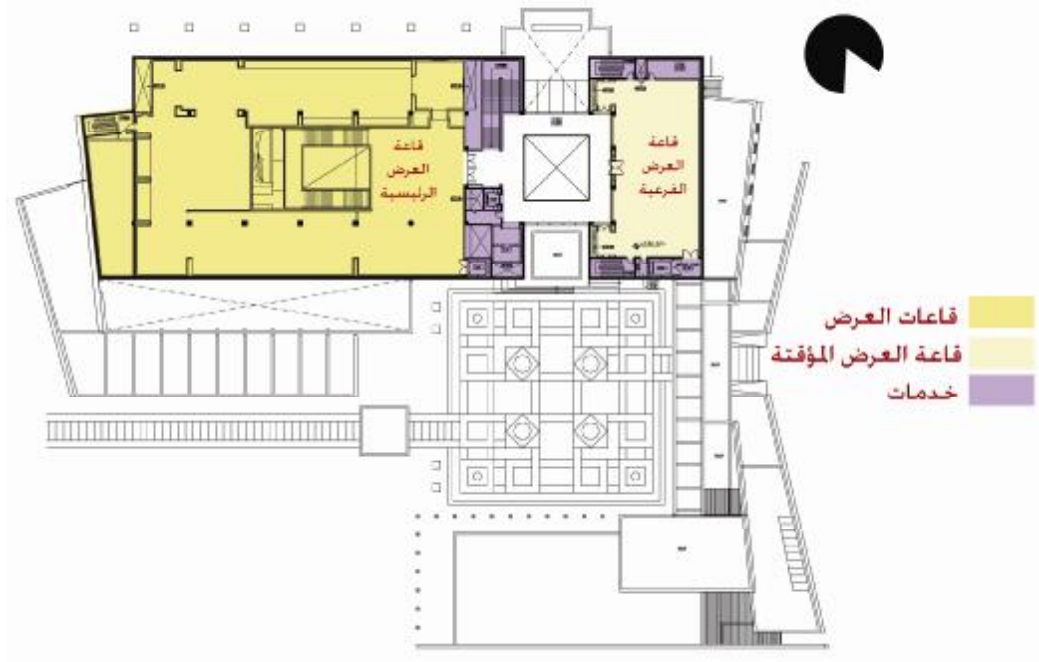 قاعة
العرض
الرئيسية
قاعة
العرض
الفرعية
قاعات العرض
قاعة العرض المؤقتة
خدمات